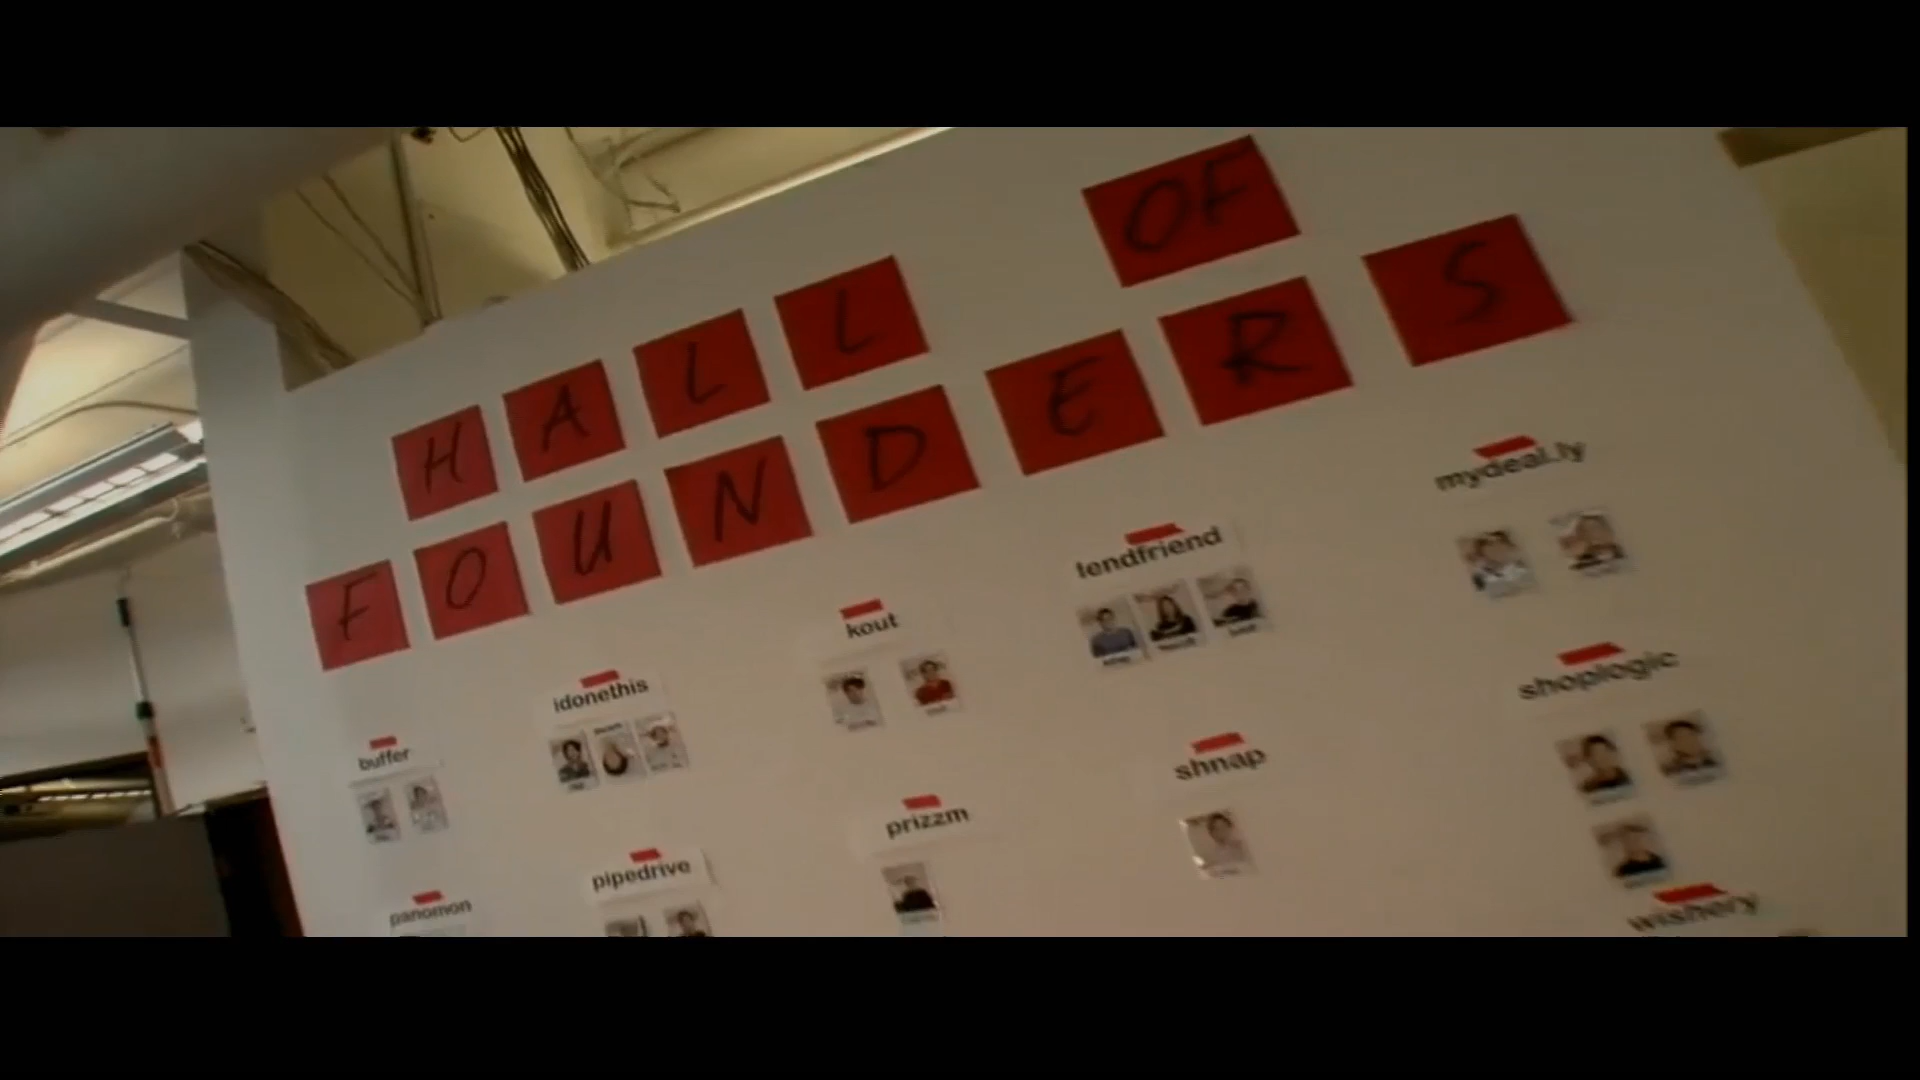 HALL OF
FOUNDERS
buffer
idonethis
kout
lendfriend
mydeal.ly
panomon
pipedrive
prizzm
shnap
shoplogic
wishery